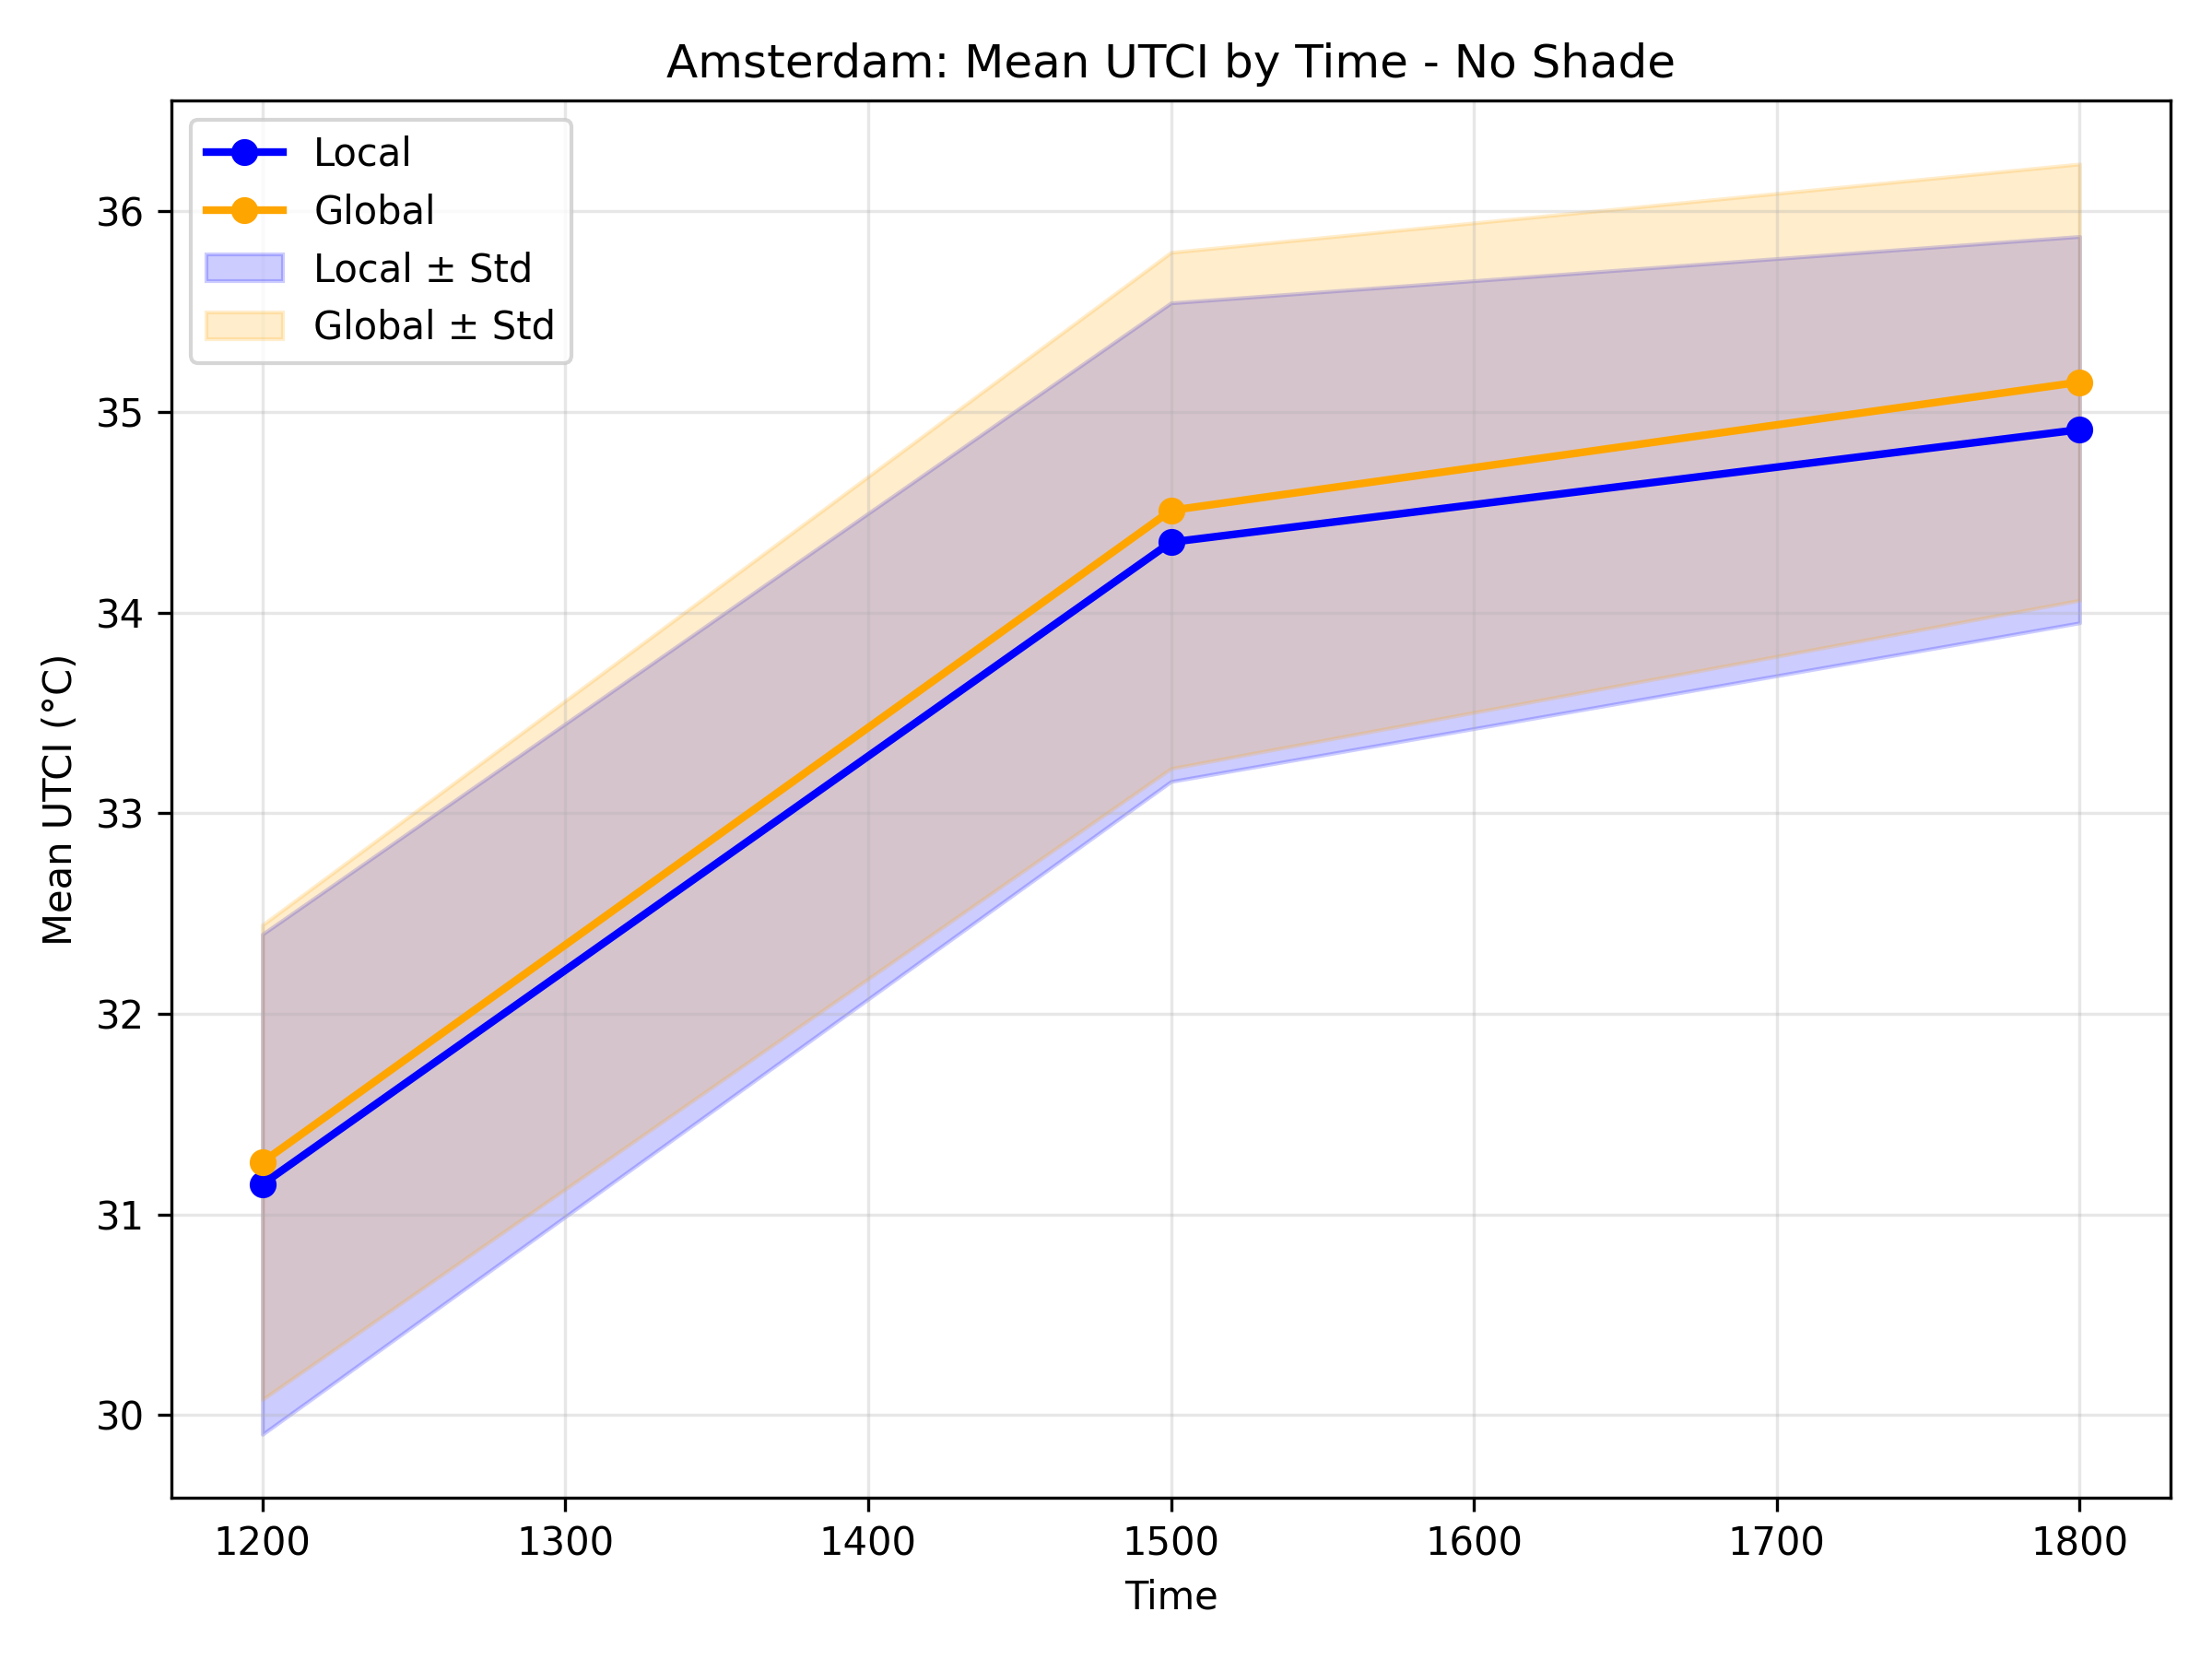 Amsterdam: Mean UTCI by Time - No Shade
Local
Global
Local ± Std
Global ± Std
Mean UTCI (°C)
36
35
34
33
32
31
30
1200 1300 1400 1500 1600 1700 1800
Time